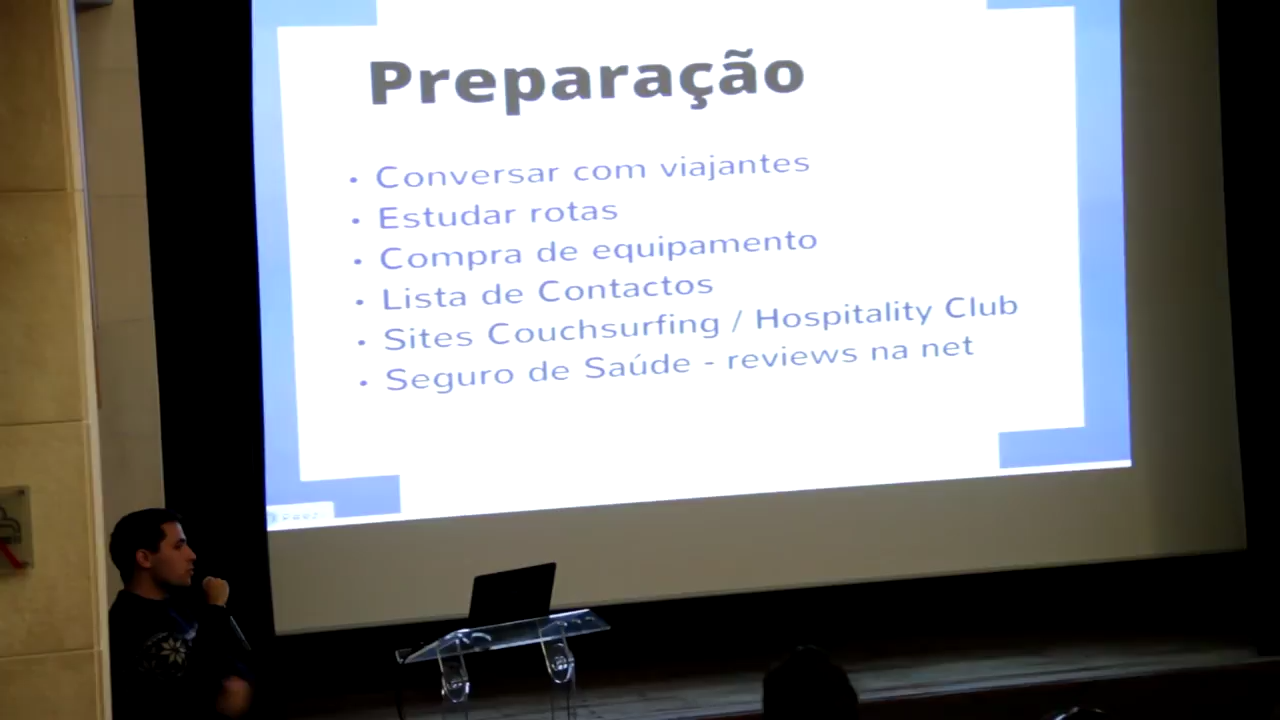 Preparação
• Conversar com viajantes
• Estudar rotas
• Compra de equipamento
• Lista de Contactos
• Sites Couchsurfing / Hospitality Club
• Seguro de Saúde - reviews na net